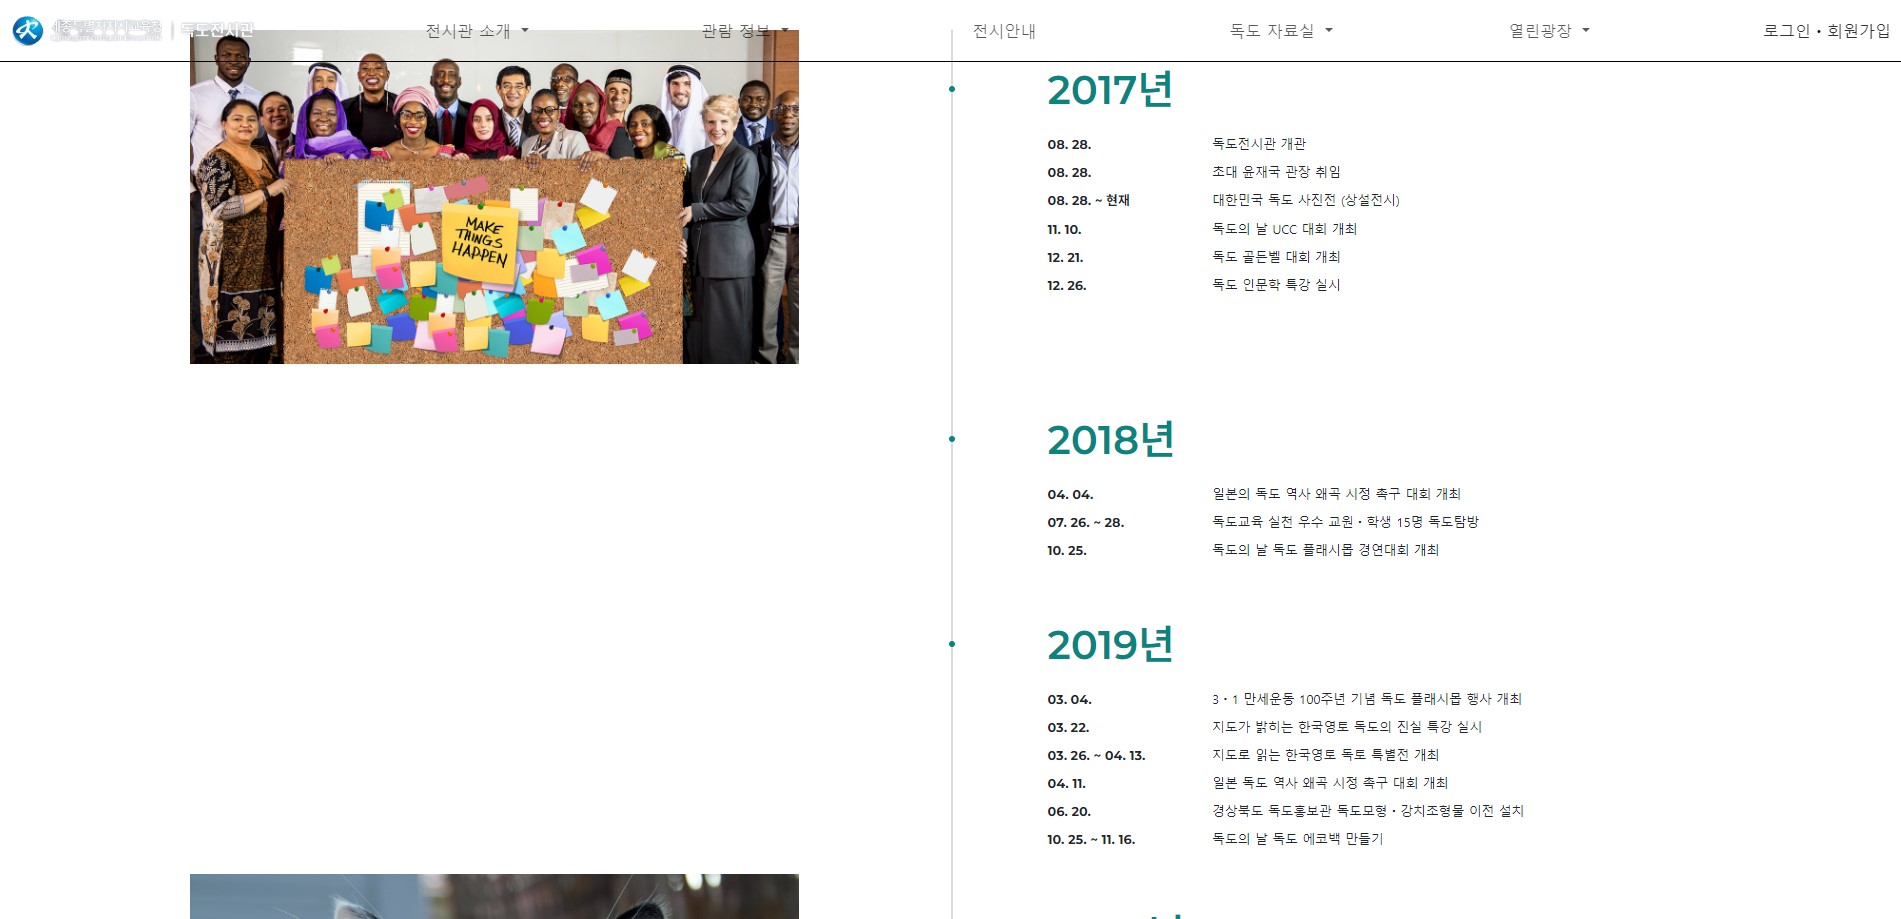 독도전시관
전시관 소개
관람 정보
전시안내
독도 자료실
열린광장
로그인 · 회원가입
MAKE
THINGS
HAPPEN
2017년
08. 28. 독도전시관 개관
08. 28. 초대 윤재국 관장 취임
08. 28. ~ 현재 대한민국 독도 사진전 (상설전시)
11. 10. 독도의 날 UCC 대회 개최
12. 21. 독도 골든벨 대회 개최
12. 26. 독도 인문학 특강 실시
2018년
04. 04. 일본의 독도 역사 왜곡 시정 촉구 대회 개최
07. 26. ~ 28. 독도교육 실천 우수 교원 · 학생 15명 독도탐방
10. 25. 독도의 날 독도 플래시몹 경연대회 개최
2019년
03. 04. 3 · 1 만세운동 100주년 기념 독도 플래시몹 행사 개최
03. 22. 지도가 밝히는 한국영토 독도의 진실 특강 실시
03. 26. ~ 04. 13. 지도로 읽는 한국영토 독토 특별전 개최
04. 11. 일본 독도 역사 왜곡 시정 촉구 대회 개최
06. 20. 경상북도 독도홍보관 독도모형 · 강치조형물 이전 설치
10. 25. ~ 11. 16. 독도의 날 독도 에코백 만들기